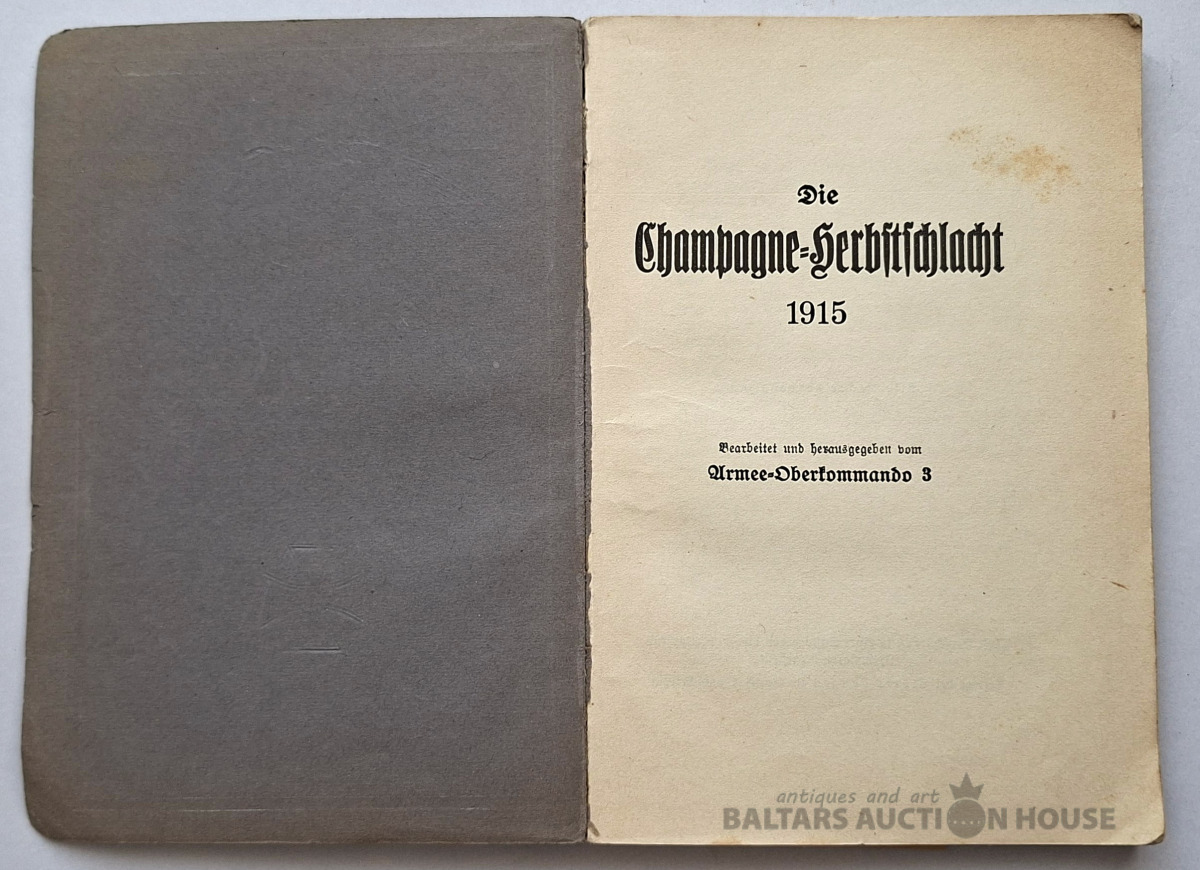 Die
Champagne-Herbstschlacht
1915
Bearbeitet und herausgegeben vom
Armee-Oberkommando 3
antiques and art
BALTARS AUCTION HOUSE